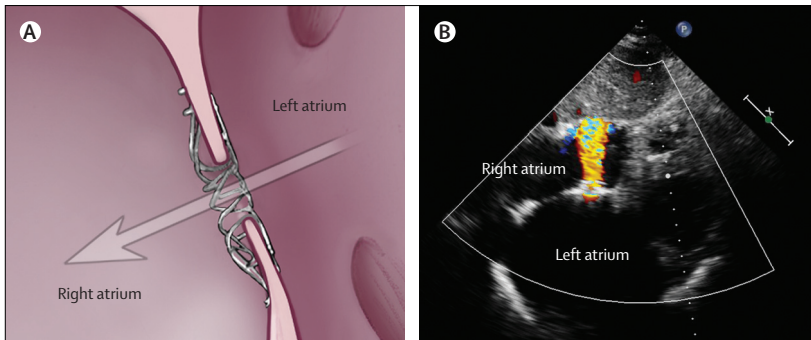 A
Left atrium
Right atrium
B
P
x
Right atrium
Left atrium